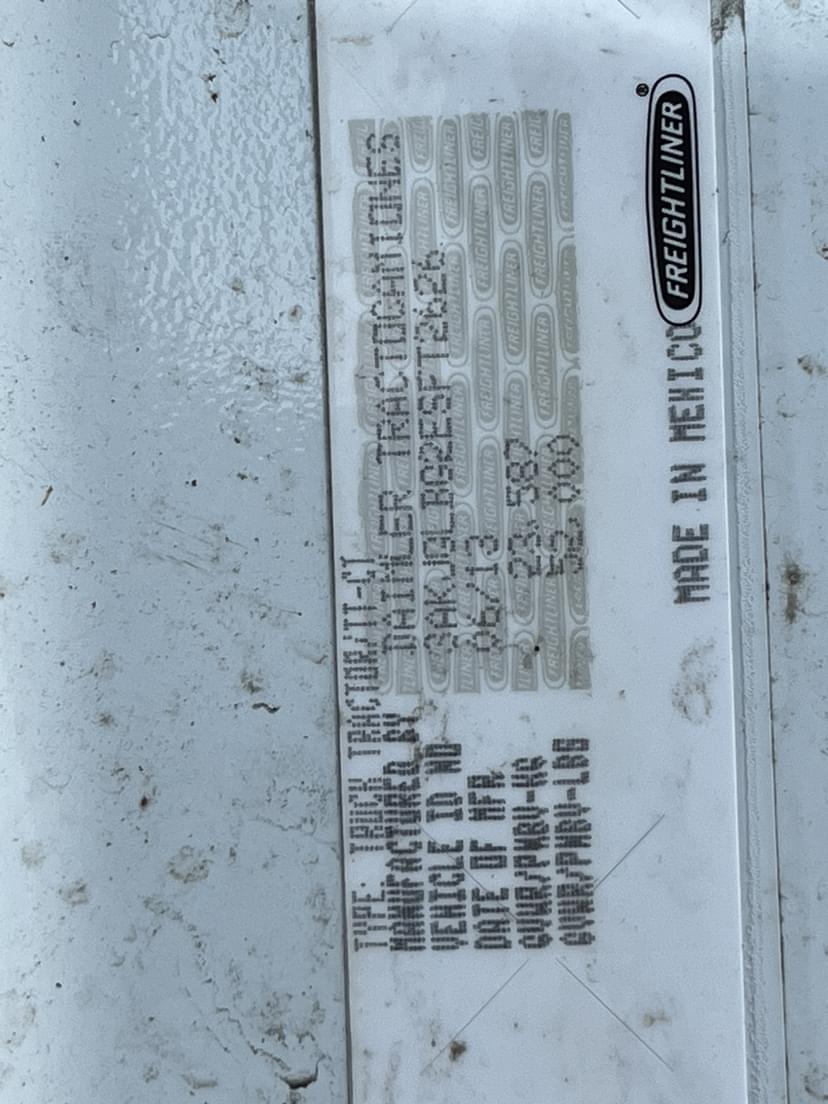 TYPE: TRUCK TRACTOR/TT-CT
MANUFACTURED BY DAIMLER TRACTOCAMIONES
VEHICLE ID NO 3AKJGLBG2ESFT2626
DATE OF MFR 06/13
GVWR/PNBV-KG 23,587
GVWR/PNBV-LBS 52,000
MADE IN MEXICO FREIGHTLINER®